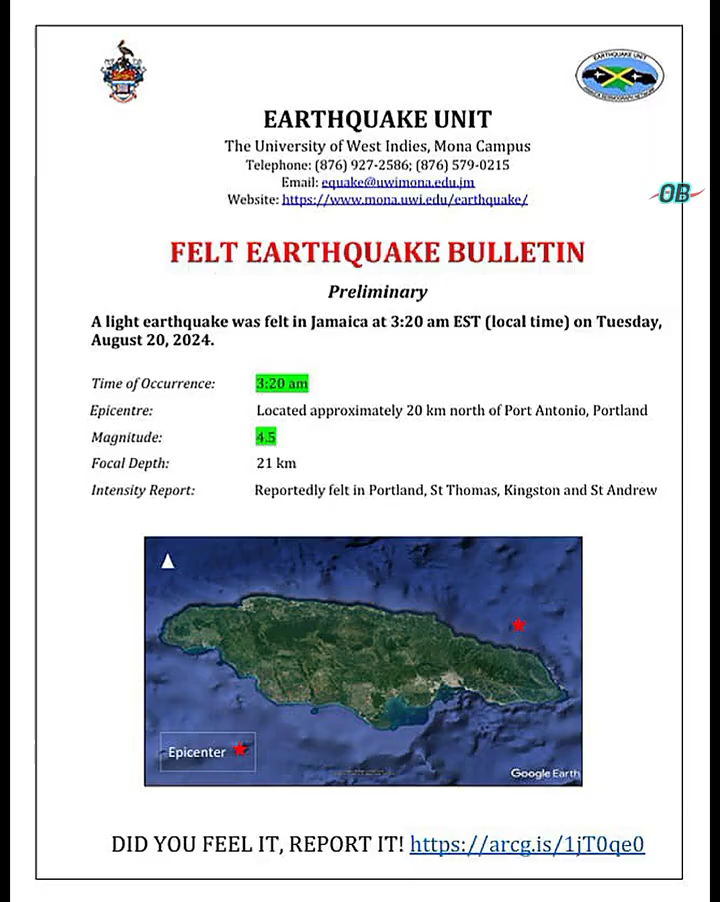 EARTHQUAKE UNIT
EARTHQUAKE UNIT
The University of West Indies, Mona Campus
Telephone: (876) 927-2586; (876) 579-0215
Email: equake@uwimona.edu.jm
Website: https://www.mona.uwi.edu/earthquake/
OB
FELT EARTHQUAKE BULLETIN
Preliminary
A light earthquake was felt in Jamaica at 3:20 am EST (local time) on Tuesday,
August 20, 2024.
Time of Occurrence: 3:20 am
Epicentre: Located approximately 20 km north of Port Antonio, Portland
Magnitude: 4.5
Focal Depth: 21 km
Intensity Report: Reportedly felt in Portland, St Thomas, Kingston and St Andrew
Epicenter
Google Earth
DID YOU FEEL IT, REPORT IT! https://arcg.is/1jT0qe0